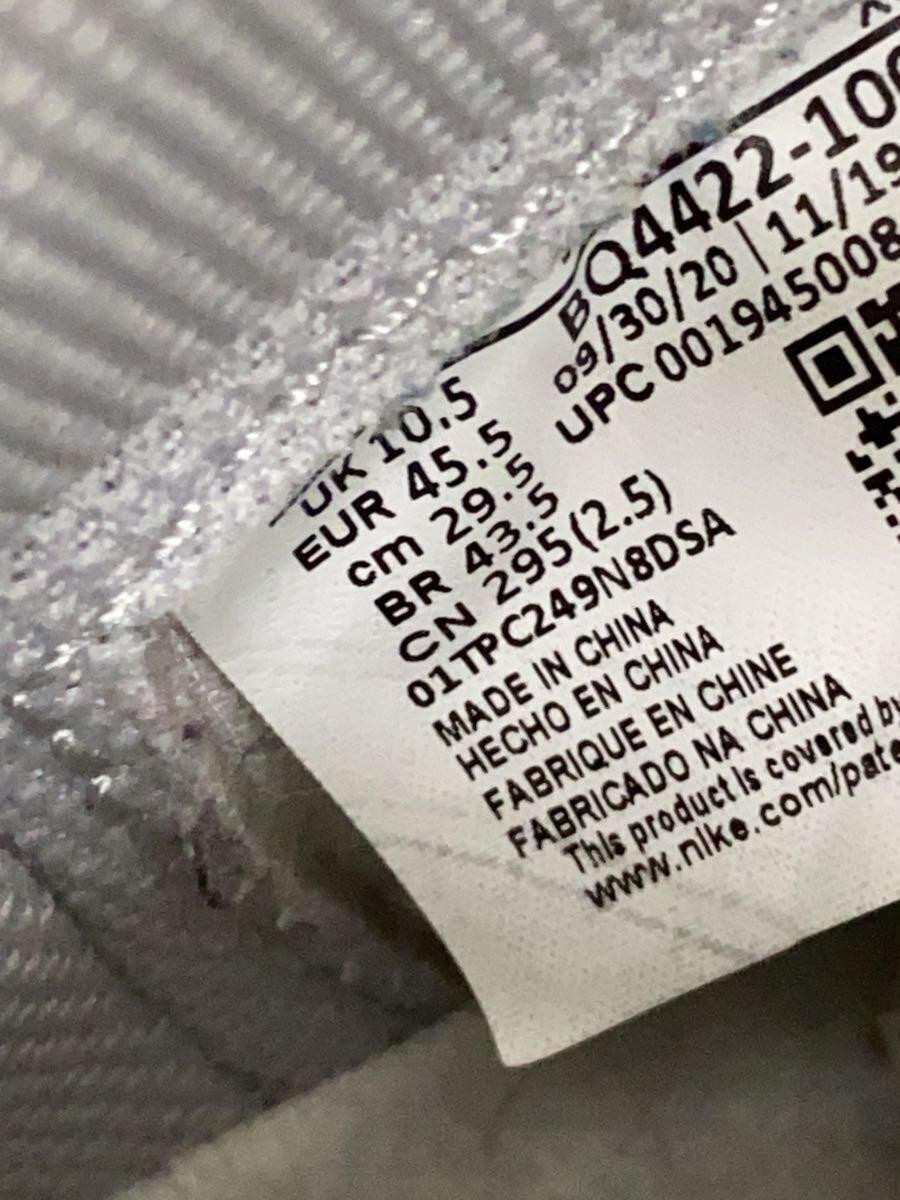 BQ4422-100
09/30/20 | 11/19
UPC 001945008
UK 10.5
EUR 45.5
cm 29.5
BR 43.5
CN 295(2.5)
01TPC249N8DSA
MADE IN CHINA
HECHO EN CHINA
FABRIQUE EN CHINE
FABRICADO NA CHINA
This product is covered by
www.nike.com/pate